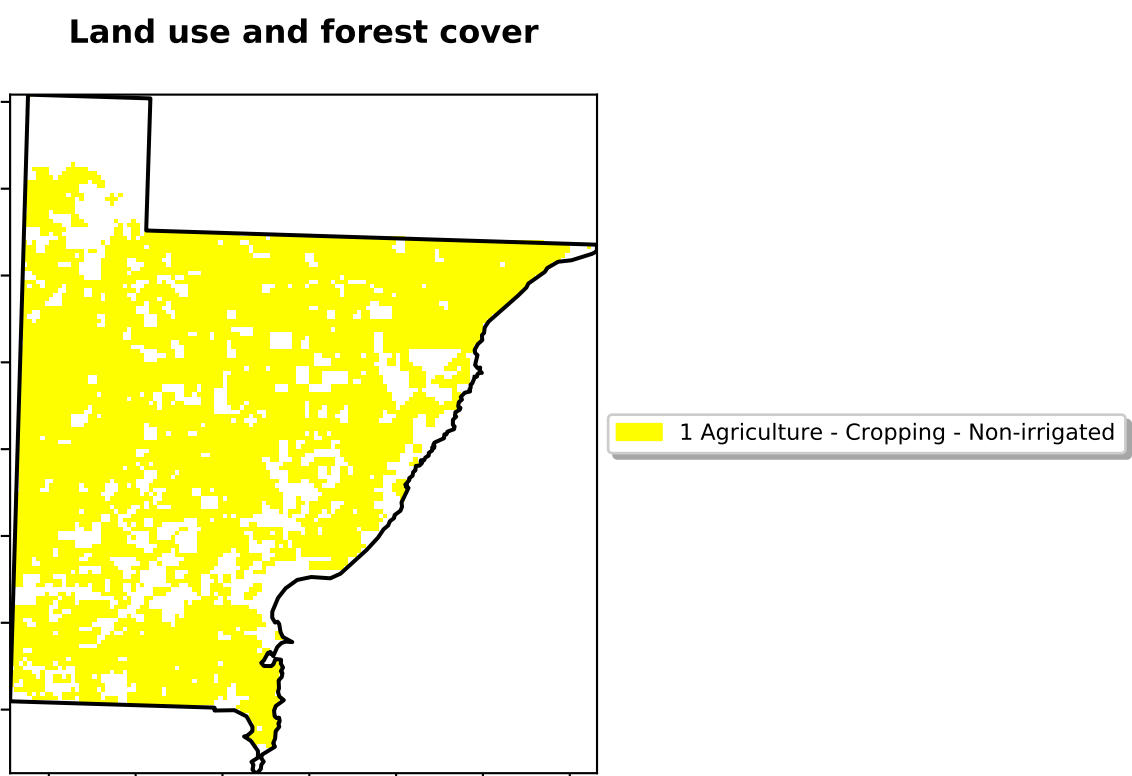 Land use and forest cover
1 Agriculture - Cropping - Non-irrigated